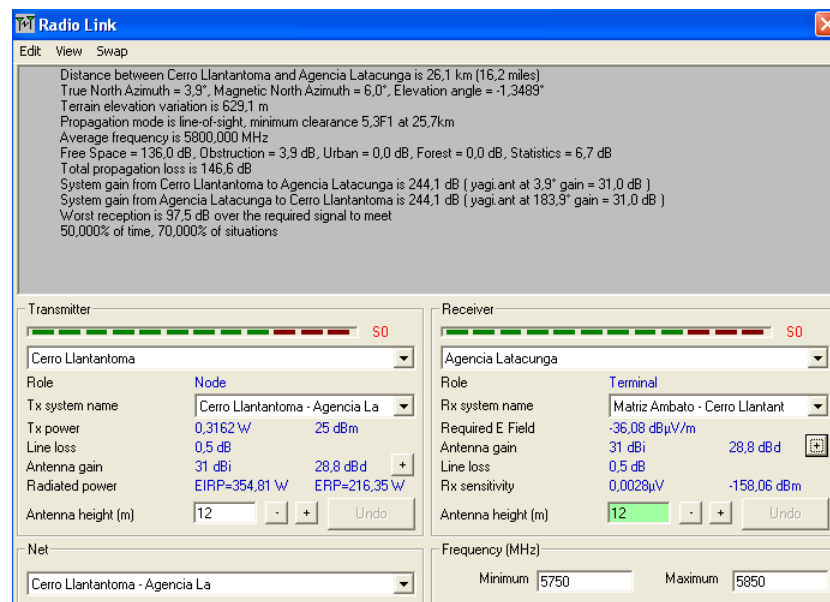 Radio Link
Edit View Swap
Distance between Cerro Llantantoma and Agencia Latacunga is 26,1 km (16,2 miles)
True North Azimuth = 3,9°, Magnetic North Azimuth = 6,0°, Elevation angle = -1,3489°
Terrain elevation variation is 629,1 m
Propagation mode is line-of-sight, minimum clearance 5,3F1 at 25,7km
Average frequency is 5800,000 MHz
Free Space = 136,0 dB, Obstruction = 3,9 dB, Urban = 0,0 dB, Forest = 0,0 dB, Statistics = 6,7 dB
Total propagation loss is 146,6 dB
System gain from Cerro Llantantoma to Agencia Latacunga is 244,1 dB ( yagi.ant at 3,9° gain = 31,0 dB )
System gain from Agencia Latacunga to Cerro Llantantoma is 244,1 dB ( yagi.ant at 183,9° gain = 31,0 dB )
Worst reception is 97,5 dB over the required signal to meet
50,000% of time, 70,000% of situations
Transmitter
S0
Cerro Llantantoma
Role Node
Tx system name Cerro Llantantoma - Agencia La
Tx power 0,3162 W 25 dBm
Line loss 0,5 dB
Antenna gain 31 dBi 28,8 dBd +
Radiated power EIRP=354,81 W ERP=216,35 W
Antenna height (m) 12 - + Undo
Net
Cerro Llantantoma - Agencia La
Receiver
S0
Agencia Latacunga
Role Terminal
Rx system name Matriz Ambato - Cerro Llantant
Required E Field -36,08 dBµV/m
Antenna gain 31 dBi 28,8 dBd +
Line loss 0,5 dB
Rx sensitivity 0,0028µV -158,06 dBm
Antenna height (m) 12 - + Undo
Frequency (MHz)
Minimum 5750 Maximum 5850